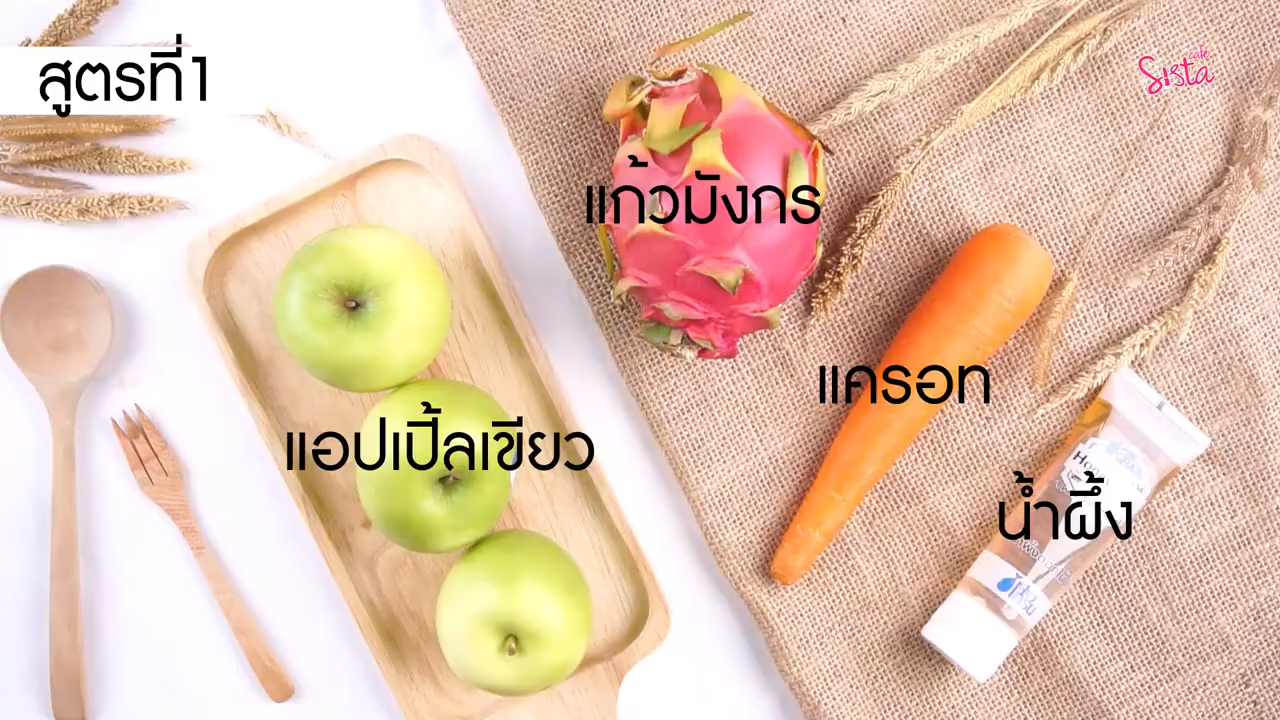 สูตรที่ 1
Sista
cafe
แก้วมังกร
แครอท
แอปเปิ้ลเขียว
น้ำผึ้ง